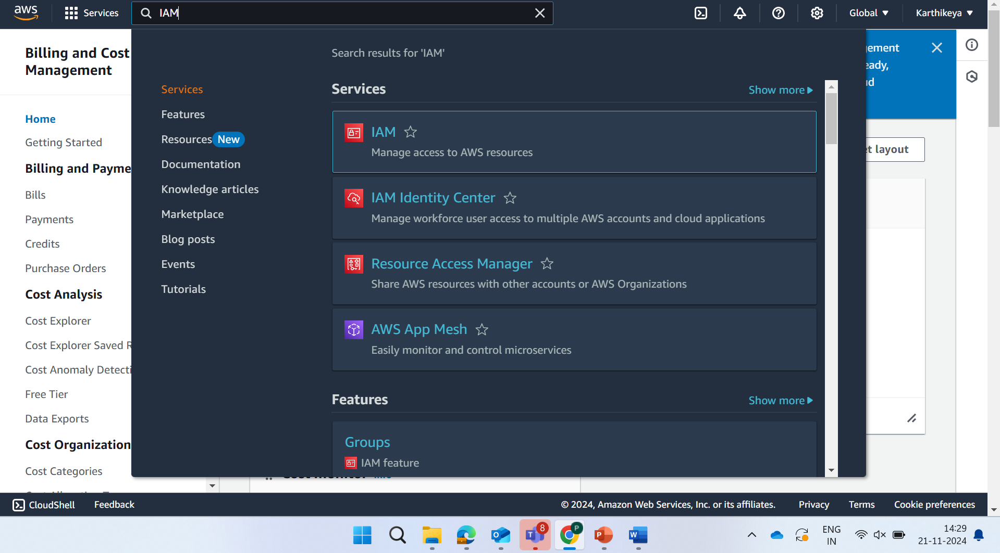 aws
Services
IAM
Global
Karthikeya
Billing and Cost
Management
Home
Getting Started
Billing and Payme
Bills
Payments
Credits
Purchase Orders
Cost Analysis
Cost Explorer
Cost Explorer Saved R
Cost Anomaly Detecti
Free Tier
Data Exports
Cost Organization
Cost Categories
Search results for 'IAM'
Services
Features
Resources New
Documentation
Knowledge articles
Marketplace
Blog posts
Events
Tutorials
Services
Show more
IAM
Manage access to AWS resources
IAM Identity Center
Manage workforce user access to multiple AWS accounts and cloud applications
Resource Access Manager
Share AWS resources with other accounts or AWS Organizations
AWS App Mesh
Easily monitor and control microservices
Features
Show more
Groups
IAM feature
ement
eady,
ud
et layout
CloudShell
Feedback
© 2024, Amazon Web Services, Inc. or its affiliates.
Privacy
Terms
Cookie preferences
8
P
ENG
IN
14:29
21-11-2024